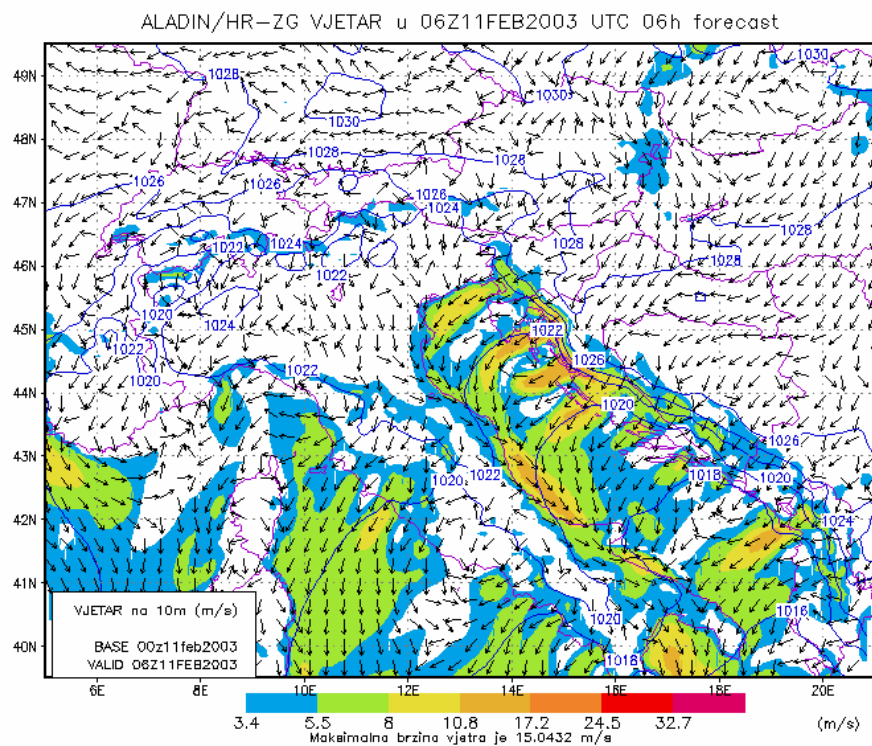 ALADIN/HR-ZG VJETAR u 06Z11FEB2003 UTC 06h forecast
49N
1028
1030
1030
1030
48N
1028
1028
47N
1026
1026
1026
1024
1028
1028
46N
1022
1024
1022
1028
1020
1024
45N
1022
1022
1026
44N
1020
1022
1020
43N
1022
1026
1020
1018
1020
42N
1024
41N
VJETAR na 10m (m/s)
1020
1016
40N
BASE 00z11feb2003
VALID 06Z11FEB2003
1018
6E 8E 10E 12E 14E 16E 18E 20E
3.4 5.5 8 10.8 17.2 24.5 32.7 (m/s)
Maksimalna brzina vjetra je 15.0432 m/s